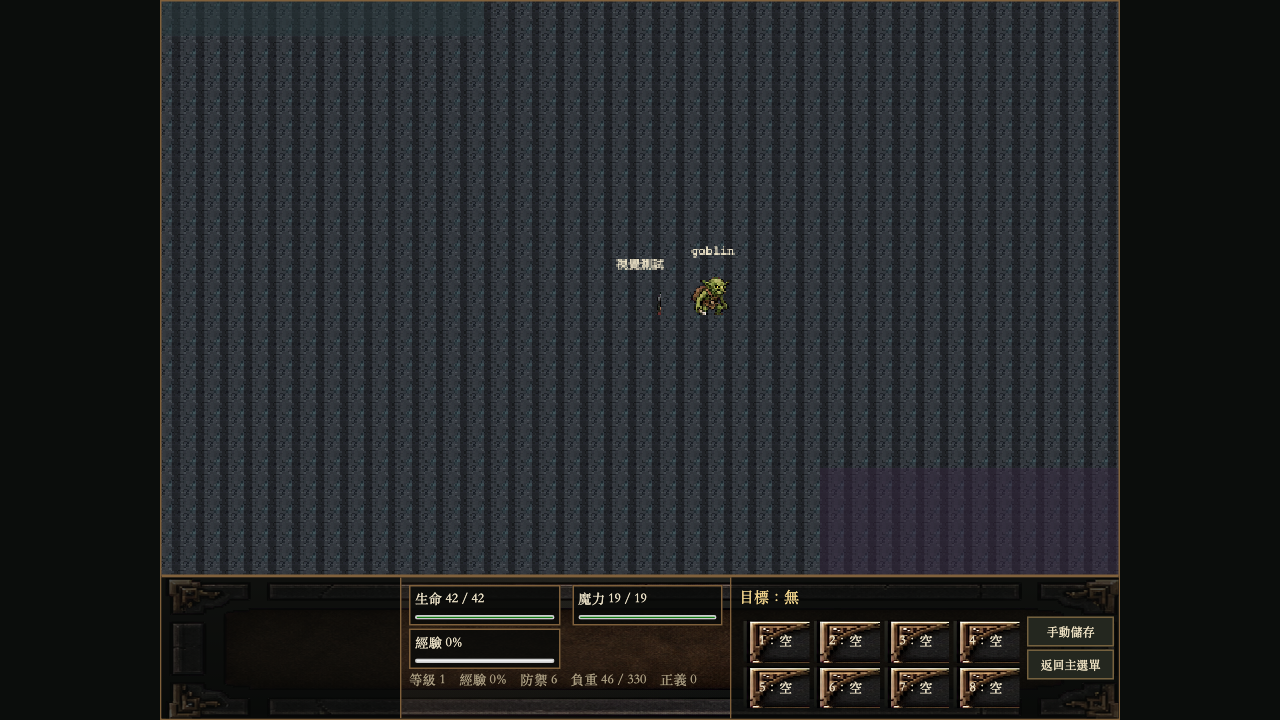 goblin
視覺測試
生命 42 / 42
魔力 19 / 19
經驗 0%
等級 1 經驗 0% 防禦 6 負重 46 / 330 正義 0
目標：無
1：空
2：空
3：空
4：空
5：空
6：空
7：空
8：空
手動儲存
返回主選單